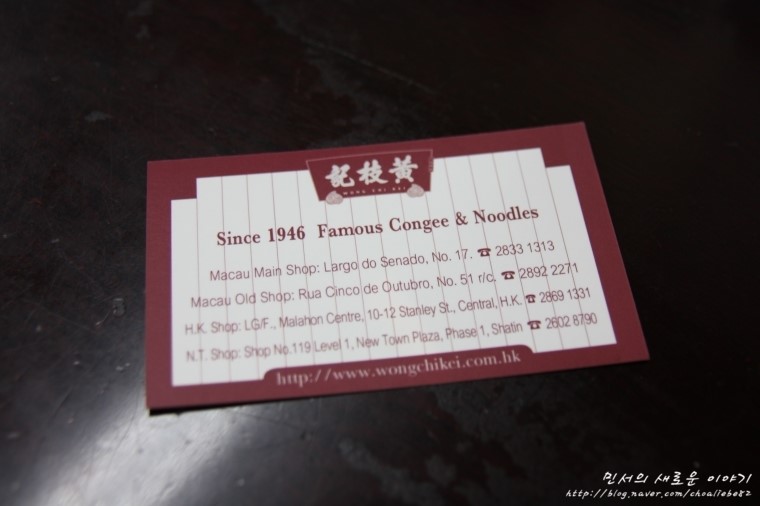 記枝黃
WONG CHI KEI
Since 1946 Famous Congee & Noodles
Macau Main Shop: Largo do Senado, No. 17. ☎ 2833 1313
Macau Old Shop: Rua Cinco de Outubro, No. 51 r/c. ☎ 2892 2271
H.K. Shop: LG/F., Malahon Centre, 10-12 Stanley St., Central, H.K. ☎ 2869 1331
N.T. Shop: Shop No.119 Level 1, New Town Plaza, Phase 1, Shatin ☎ 2602 8790
http://www.wongchikei.com.hk
민서의 새로운 이야기
http://blog.naver.com/choaliebe82